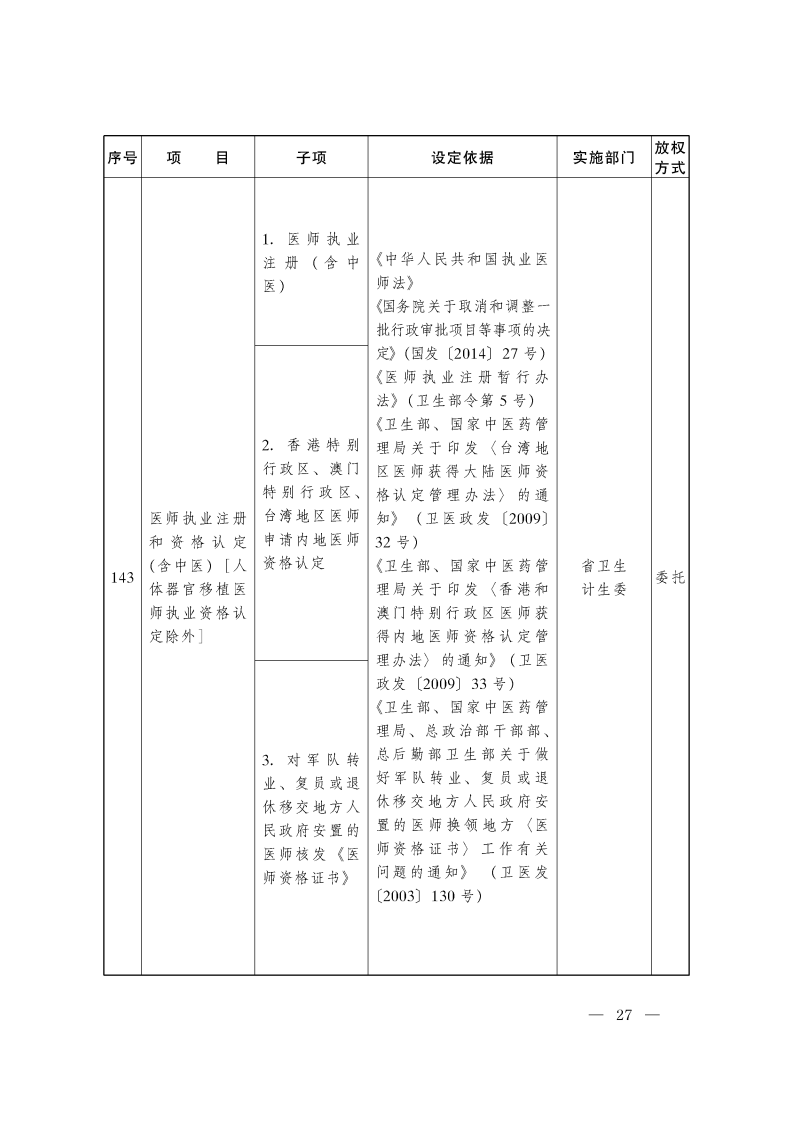 序号
项 目
子项
设定依据
实施部门
放权
方式
143
医师执业注册
和资格认定
(含中医)[人
体器官移植医
师执业资格认
定除外]
1. 医师执业
注册(含中
医)
2. 香港特别
行政区、澳门
特别行政区、
台湾地区医师
申请内地医师
资格认定
3. 对军队转
业、复员或退
休移交地方人
民政府安置的
医师核发《医
师资格证书》
《中华人民共和国执业医
师法》
《国务院关于取消和调整一
批行政审批项目等事项的决
定》(国发〔2014〕27号)
《医师执业注册暂行办
法》(卫生部令第5号)
《卫生部、国家中医药管
理局关于印发〈台湾地
区医师获得大陆医师资
格认定管理办法〉的通
知》(卫医政发〔2009〕
32号)
《卫生部、国家中医药管
理局关于印发〈香港和
澳门特别行政区医师获
得内地医师资格认定管
理办法〉的通知》(卫医
政发〔2009〕33号)
《卫生部、国家中医药管
理局、总政治部干部部、
总后勤部卫生部关于做
好军队转业、复员或退
休移交地方人民政府安
置的医师换领地方〈医
师资格证书〉工作有关
问题的通知》(卫医发
〔2003〕130号)
省卫生
计生委
委托
— 27 —